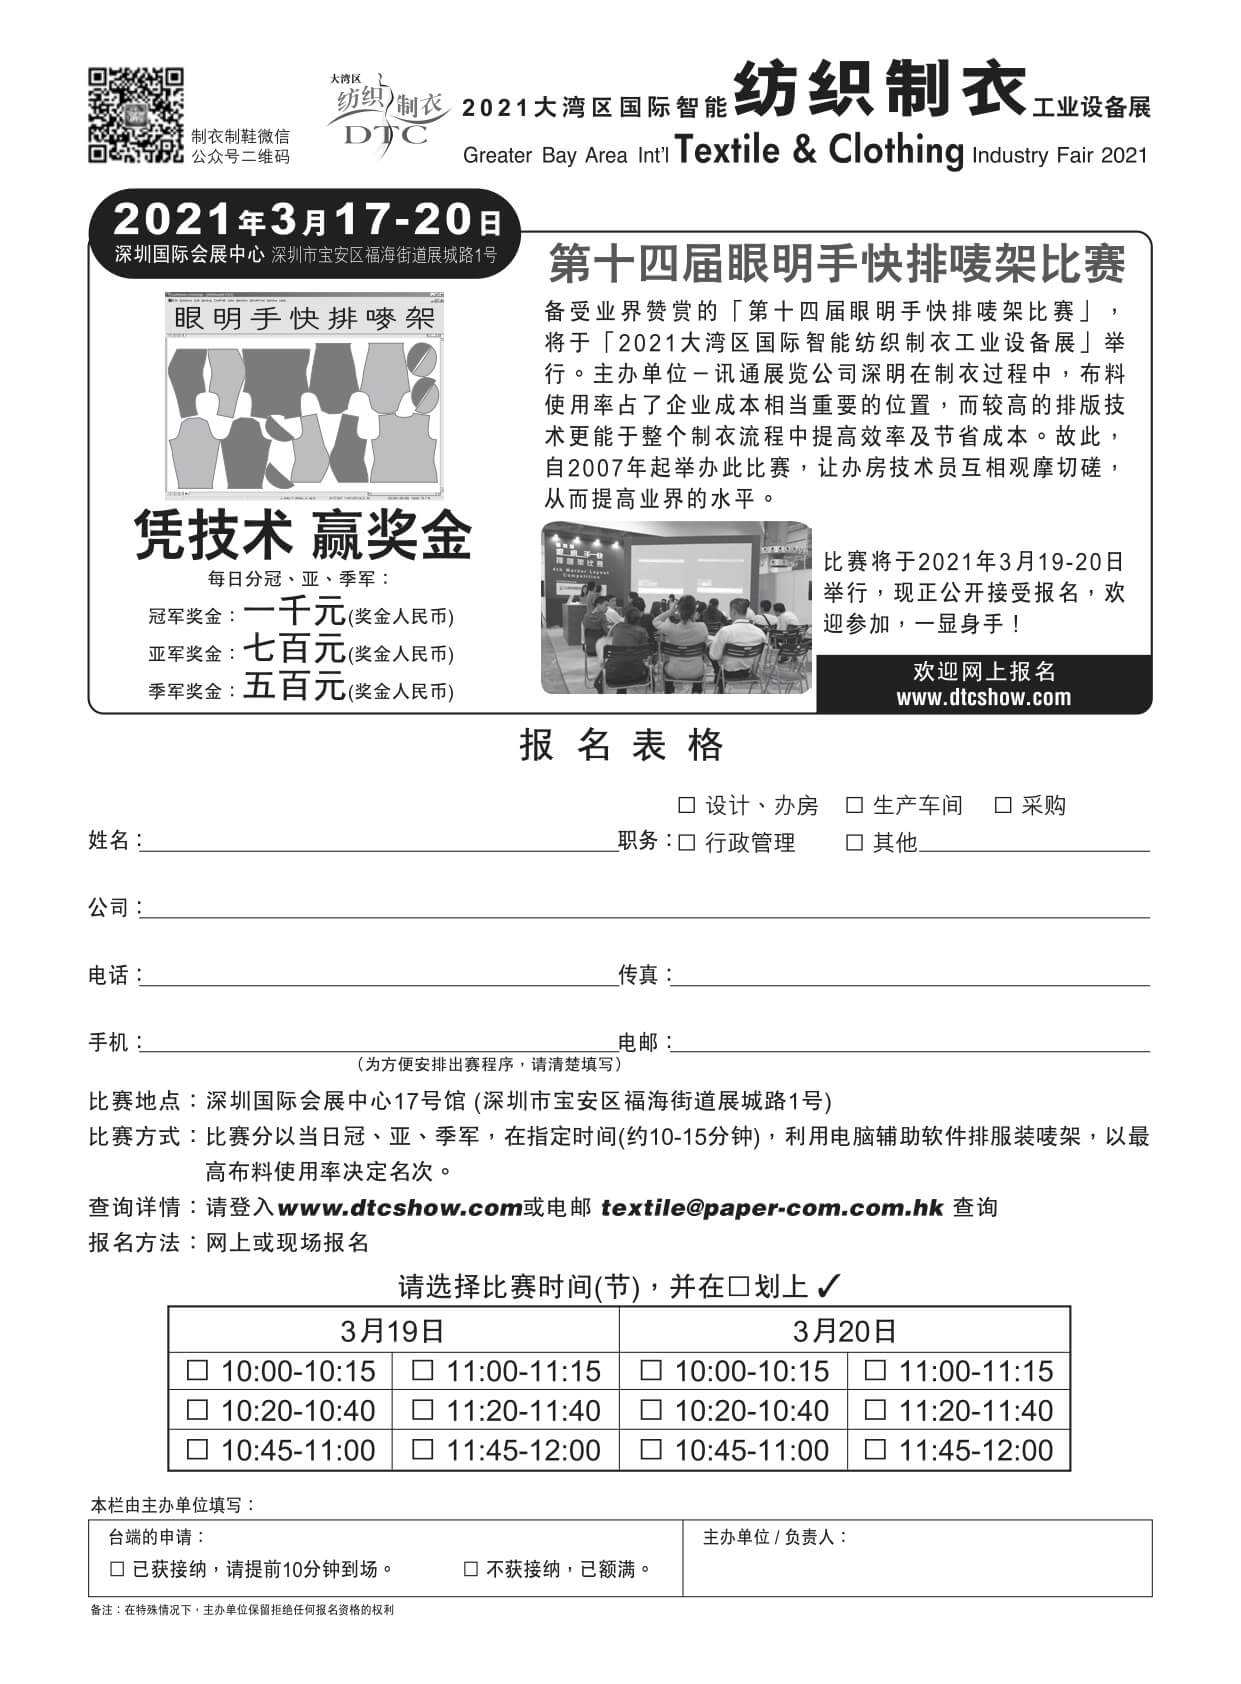 制衣制鞋微信
公众号二维码
大湾区
纺织制衣
DTC
2021大湾区国际智能纺织制衣工业设备展
Greater Bay Area Int'l Textile & Clothing Industry Fair 2021
2021年3月17-20日
深圳国际会展中心 深圳市宝安区福海街道展城路1号
眼明手快排嘜架
凭技术 赢奖金
每日分冠、亚、季军：
冠军奖金：一千元(奖金人民币)
亚军奖金：七百元(奖金人民币)
季军奖金：五百元(奖金人民币)
第十四届眼明手快排唛架比赛
备受业界赞赏的「第十四届眼明手快排唛架比赛」，
将于「2021大湾区国际智能纺织制衣工业设备展」举
行。主办单位－讯通展览公司深明在制衣过程中，布料
使用率占了企业成本相当重要的位置，而较高的排版技
术更能于整个制衣流程中提高效率及节省成本。故此，
自2007年起举办此比赛，让办房技术员互相观摩切磋，
从而提高业界的水平。
眼明手快
排唛架比赛
4th Marker Layout
Competition
比赛将于2021年3月19-20日
举行，现正公开接受报名，欢
迎参加，一显身手！
欢迎网上报名
www.dtcshow.com
报名表格
姓名：
职务：
□ 设计、办房 □ 生产车间 □ 采购
□ 行政管理 □ 其他
公司：
电话：
传真：
手机：
电邮：
（为方便安排出赛程序，请清楚填写）
比赛地点：深圳国际会展中心17号馆 (深圳市宝安区福海街道展城路1号)
比赛方式：比赛分以当日冠、亚、季军，在指定时间(约10-15分钟)，利用电脑辅助软件排服装唛架，以最
高布料使用率决定名次。
查询详情：请登入www.dtcshow.com或电邮 textile@paper-com.com.hk 查询
报名方法：网上或现场报名
请选择比赛时间(节)，并在□划上✓
3月19日 3月20日
□ 10:00-10:15 □ 11:00-11:15 □ 10:00-10:15 □ 11:00-11:15
□ 10:20-10:40 □ 11:20-11:40 □ 10:20-10:40 □ 11:20-11:40
□ 10:45-11:00 □ 11:45-12:00 □ 10:45-11:00 □ 11:45-12:00
本栏由主办单位填写：
台端的申请：
□ 已获接纳，请提前10分钟到场。 □ 不获接纳，已额满。
主办单位 / 负责人：
备注：在特殊情况下，主办单位保留拒绝任何报名资格的权利